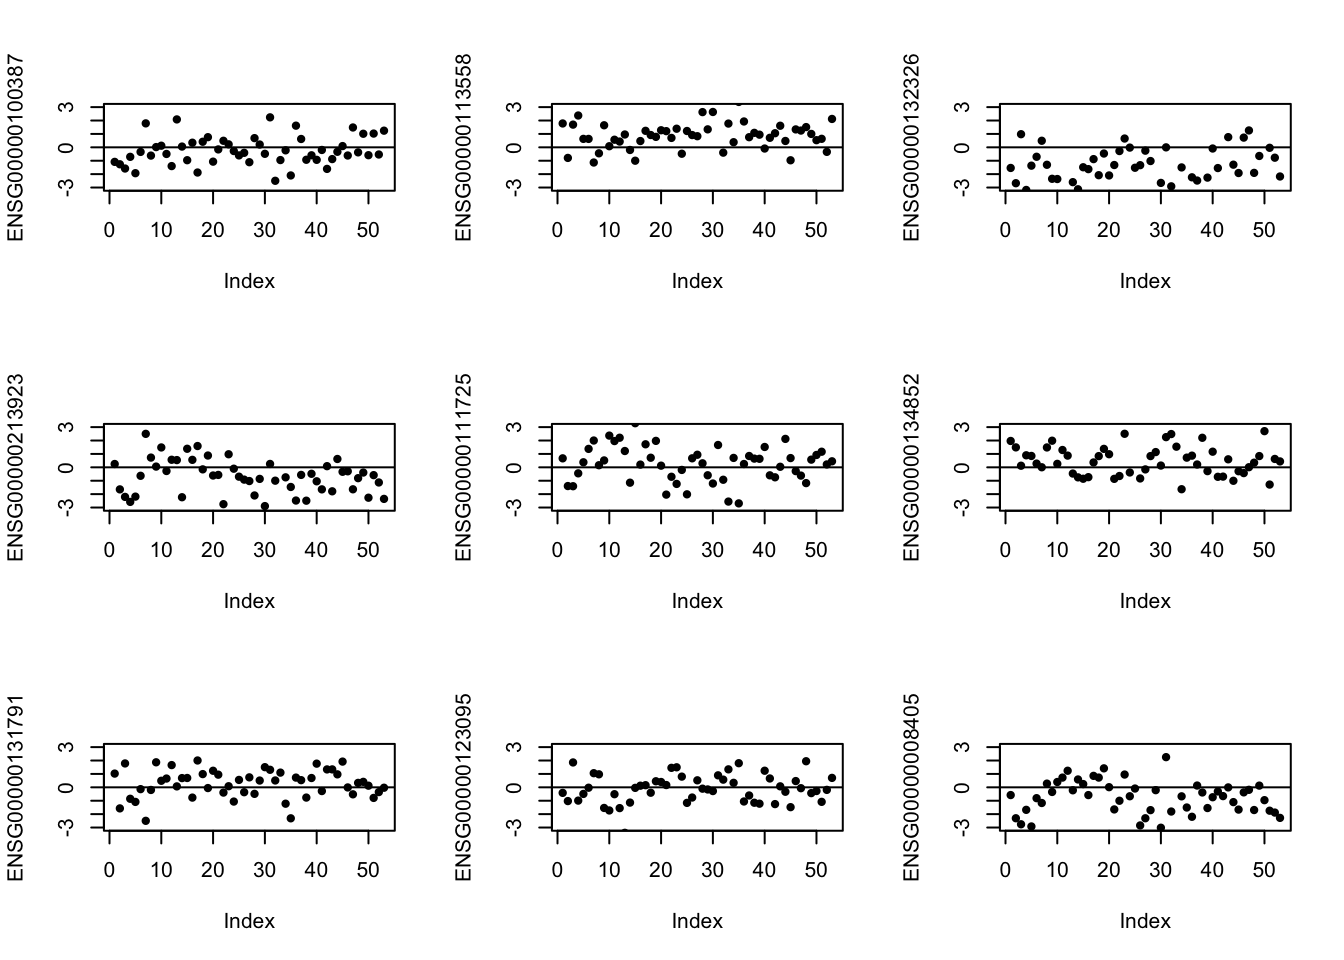 ENSG00000100387
3
0
-3
0 10 20 30 40 50
Index
ENSG00000113558
3
0
-3
0 10 20 30 40 50
Index
ENSG00000132326
3
0
-3
0 10 20 30 40 50
Index
ENSG00000213923
3
0
-3
0 10 20 30 40 50
Index
ENSG00000111725
3
0
-3
0 10 20 30 40 50
Index
ENSG00000134852
3
0
-3
0 10 20 30 40 50
Index
ENSG00000131791
3
0
-3
0 10 20 30 40 50
Index
ENSG00000123095
3
0
-3
0 10 20 30 40 50
Index
ENSG00000008405
3
0
-3
0 10 20 30 40 50
Index